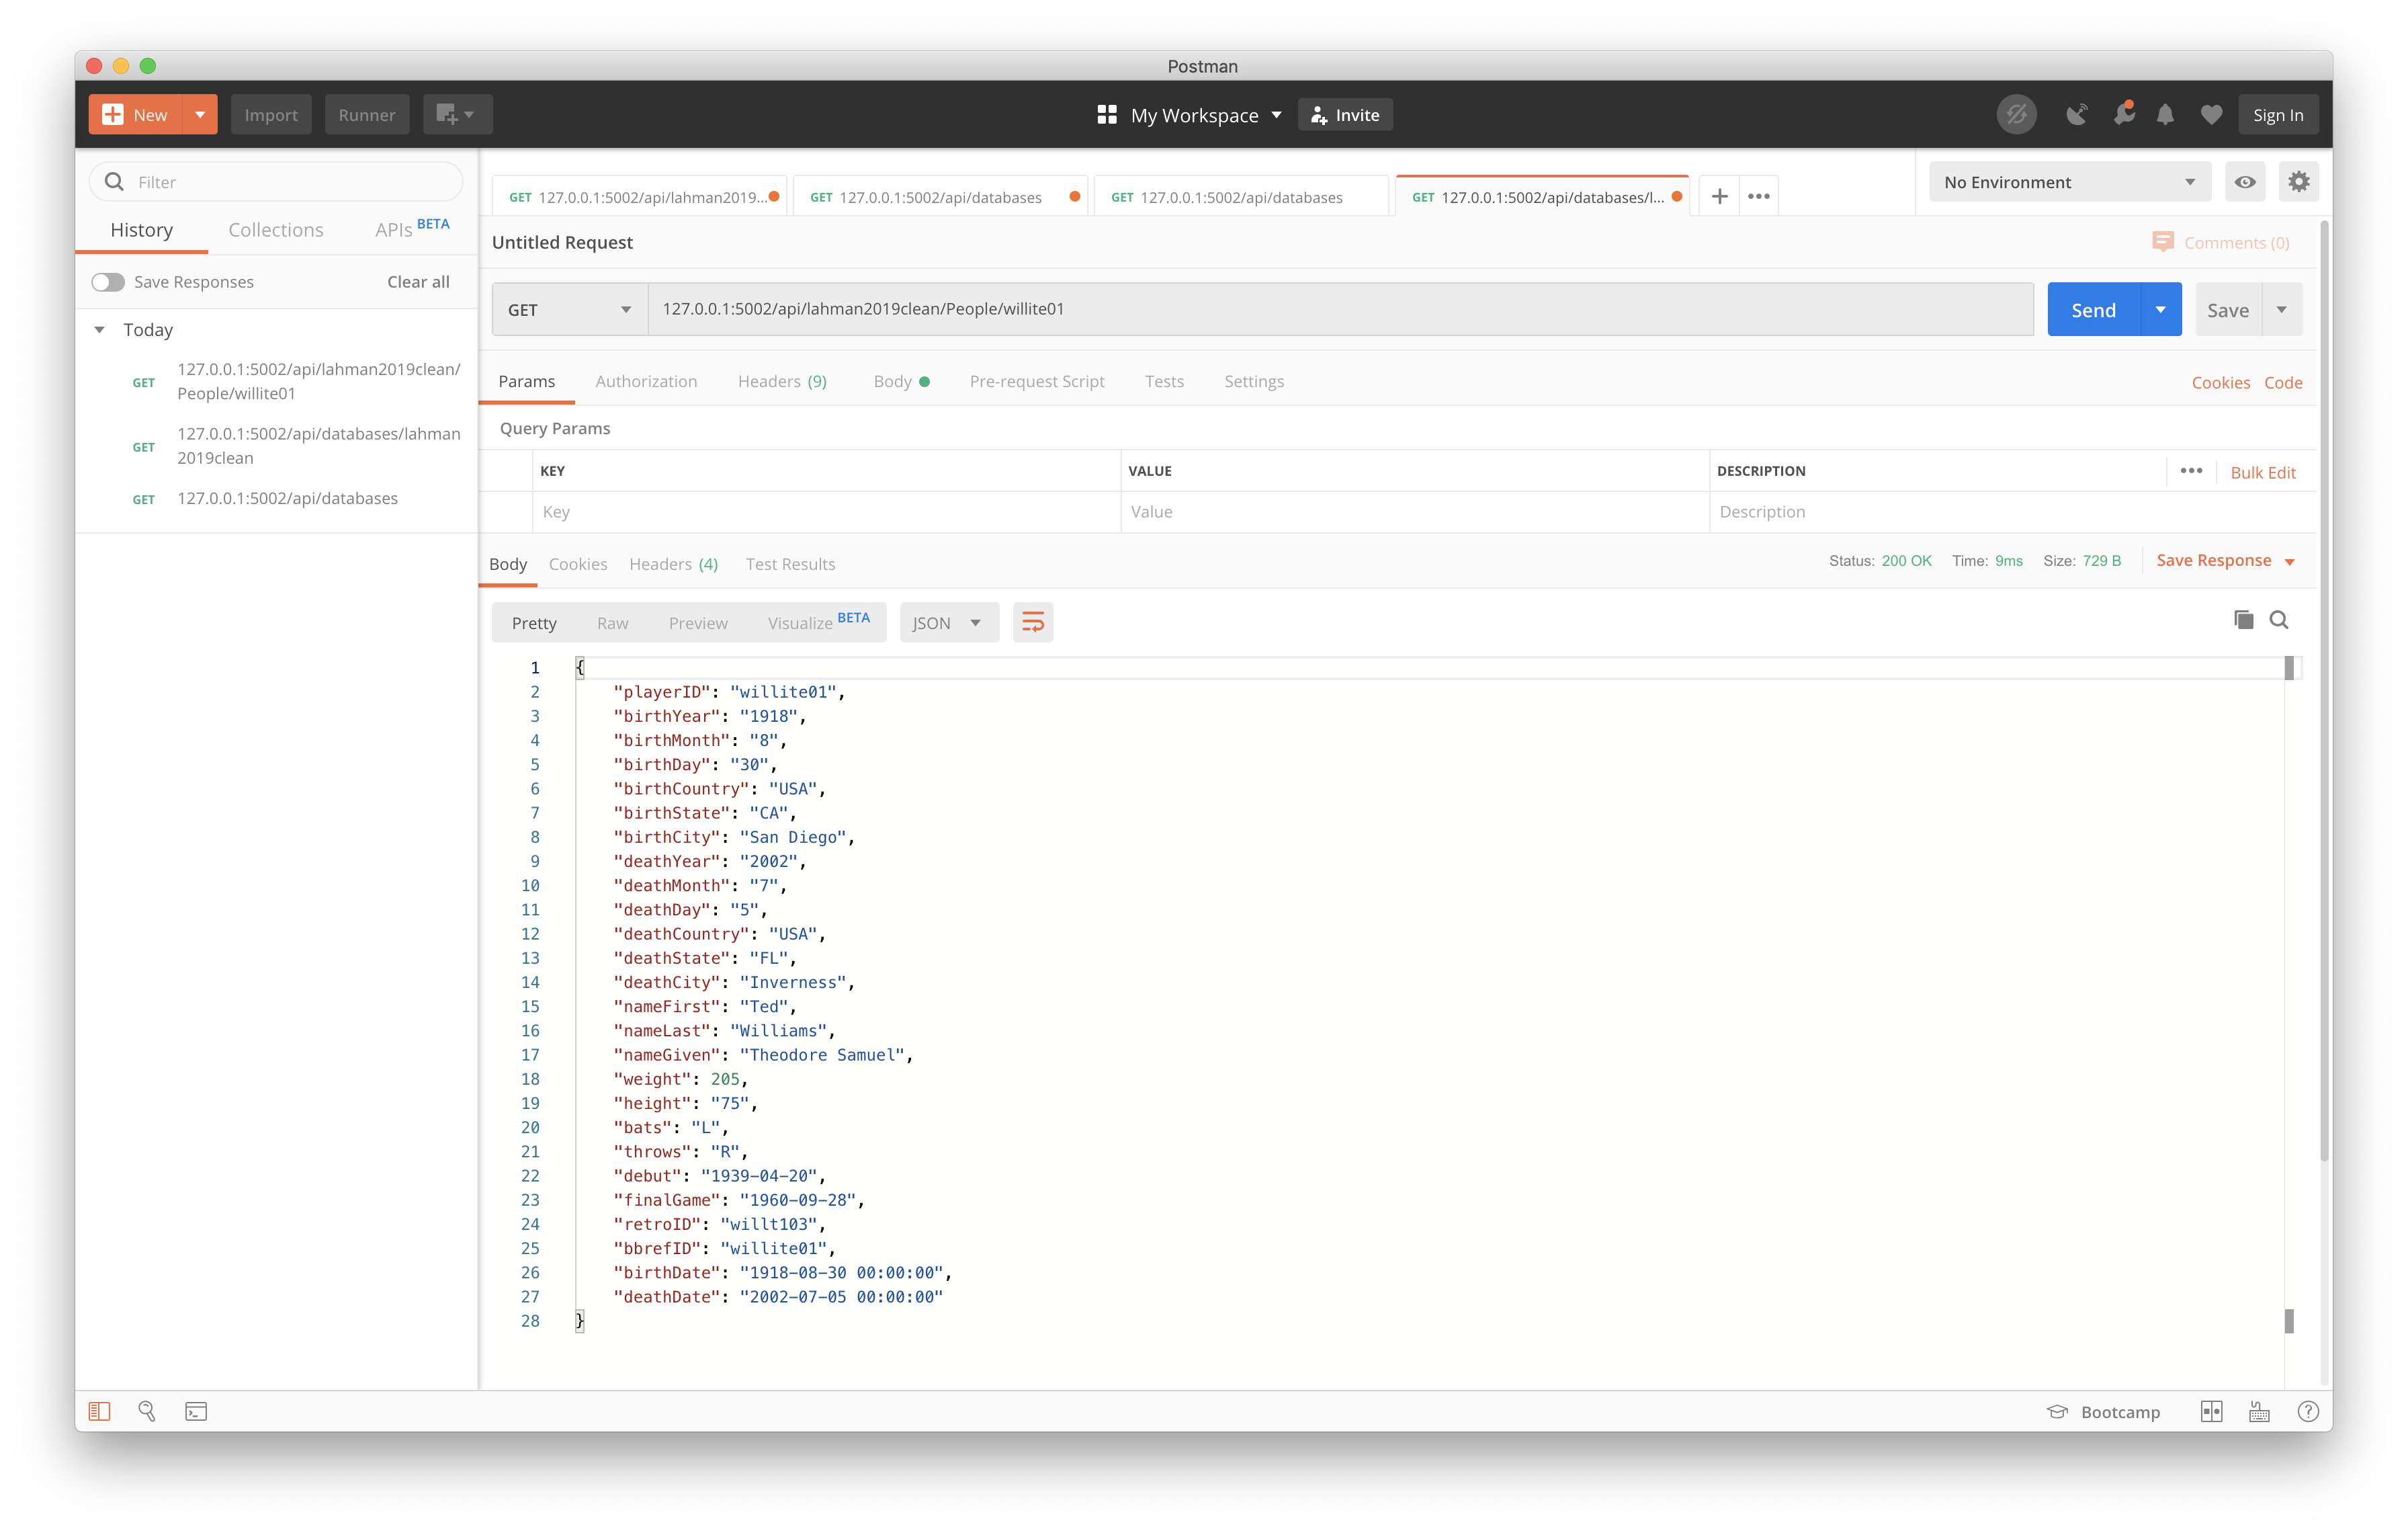 Postman
New
Import
Runner
My Workspace
Invite
Sign In
Filter
History
Collections
APIs BETA
Save Responses
Clear all
Today
GET 127.0.0.1:5002/api/lahman2019clean/
People/willite01
GET 127.0.0.1:5002/api/databases/lahman
2019clean
GET 127.0.0.1:5002/api/databases
GET 127.0.0.1:5002/api/lahman2019...
GET 127.0.0.1:5002/api/databases
GET 127.0.0.1:5002/api/databases
GET 127.0.0.1:5002/api/databases/l...
No Environment
Untitled Request
Comments (0)
GET
127.0.0.1:5002/api/lahman2019clean/People/willite01
Send
Save
Params
Authorization
Headers (9)
Body
Pre-request Script
Tests
Settings
Cookies
Code
Query Params
KEY
VALUE
DESCRIPTION
Bulk Edit
Key
Value
Description
Body
Cookies
Headers (4)
Test Results
Status: 200 OK
Time: 9ms
Size: 729 B
Save Response
Pretty
Raw
Preview
Visualize BETA
JSON
1 {
2 "playerID": "willite01",
3 "birthYear": "1918",
4 "birthMonth": "8",
5 "birthDay": "30",
6 "birthCountry": "USA",
7 "birthState": "CA",
8 "birthCity": "San Diego",
9 "deathYear": "2002",
10 "deathMonth": "7",
11 "deathDay": "5",
12 "deathCountry": "USA",
13 "deathState": "FL",
14 "deathCity": "Inverness",
15 "nameFirst": "Ted",
16 "nameLast": "Williams",
17 "nameGiven": "Theodore Samuel",
18 "weight": 205,
19 "height": "75",
20 "bats": "L",
21 "throws": "R",
22 "debut": "1939-04-20",
23 "finalGame": "1960-09-28",
24 "retroID": "willt103",
25 "bbrefID": "willite01",
26 "birthDate": "1918-08-30 00:00:00",
27 "deathDate": "2002-07-05 00:00:00"
28 }
Bootcamp